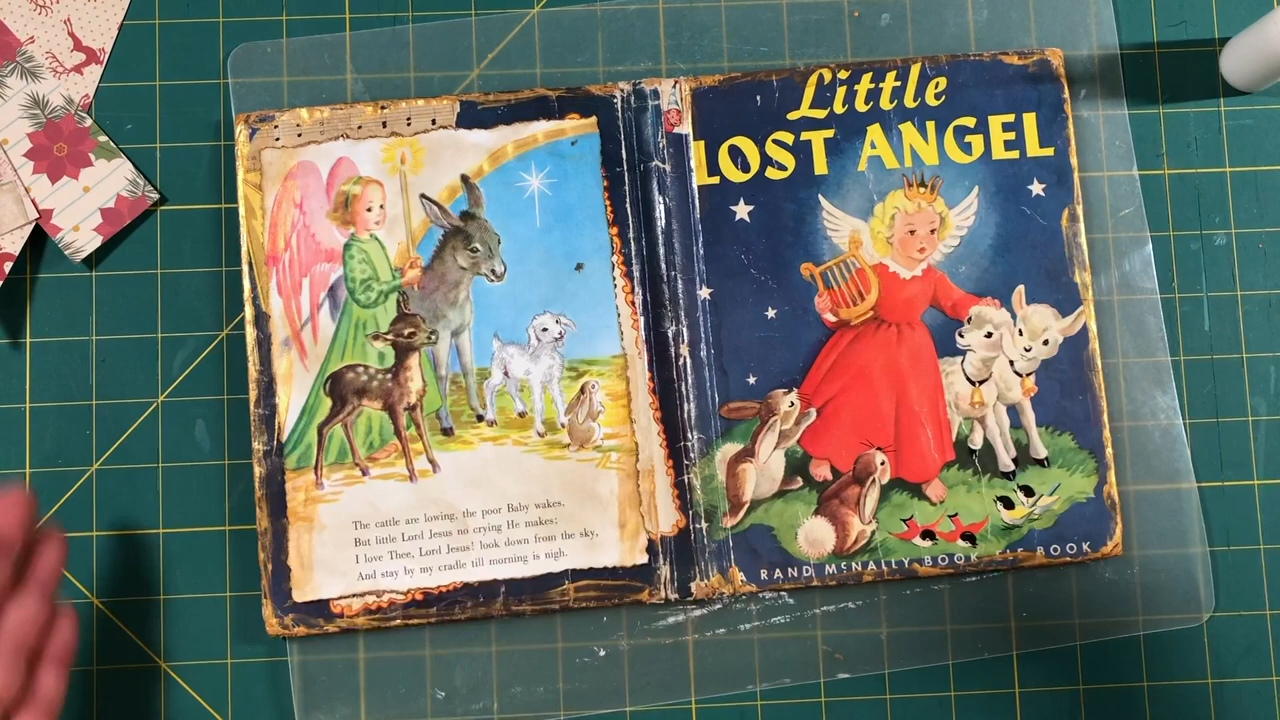 The cattle are lowing, the poor Baby wakes,
But little Lord Jesus no crying He makes;
I love Thee, Lord Jesus! look down from the sky,
And stay by my cradle till morning is nigh.
Little
LOST ANGEL
A RAND MCNALLY BOOK-ELF BOOK